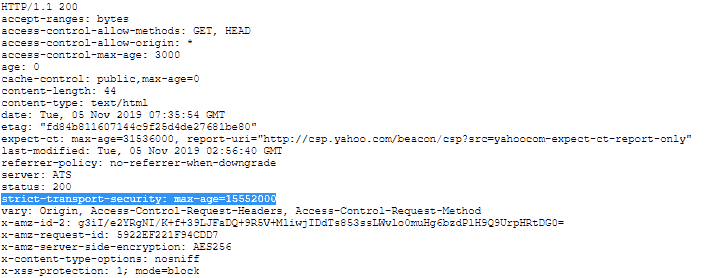 HTTP/1.1 200
accept-ranges: bytes
access-control-allow-methods: GET, HEAD
access-control-allow-origin: *
access-control-max-age: 3000
age: 0
cache-control: public,max-age=0
content-length: 44
content-type: text/html
date: Tue, 05 Nov 2019 07:35:54 GMT
etag: "fd84b811607144c9f25d4de27681be80"
expect-ct: max-age=31536000, report-uri="http://csp.yahoo.com/beacon/csp?src=yahoocom-expect-ct-report-only"
last-modified: Tue, 05 Nov 2019 02:56:40 GMT
referrer-policy: no-referrer-when-downgrade
server: ATS
status: 200
strict-transport-security: max-age=15552000
vary: Origin, Access-Control-Request-Headers, Access-Control-Request-Method
x-amz-id-2: g3iI/e2YRgNI/K+f+39LJFaDQ+9R5V+MliwjIDdTs853ssLWvlo0muHg6bzdPlH9Q9UrpHRtDG0=
x-amz-request-id: 5922EF221F94CDD7
x-amz-server-side-encryption: AES256
x-content-type-options: nosniff
x-xss-protection: 1; mode=block